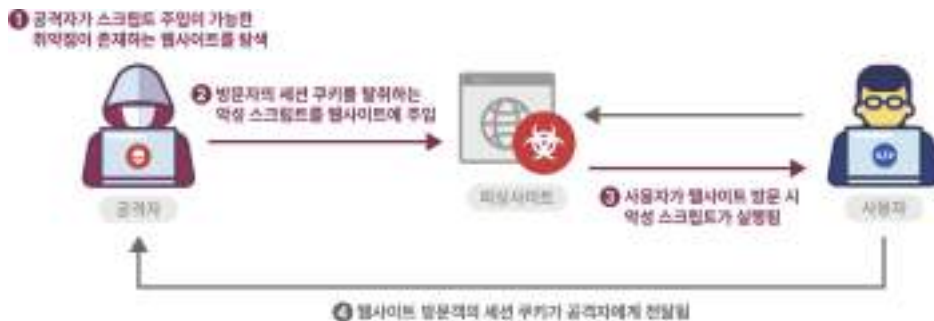 1 공격자가 스크립트 주입이 가능한
취약점이 존재하는 웹사이트를 탐색
2 방문자의 세션 쿠키를 탈취하는
악성 스크립트를 웹사이트에 주입
공격자
피싱사이트
3 사용자가 웹사이트 방문 시
악성 스크립트가 실행됨
사용자
4 웹사이트 방문객의 세션 쿠키가 공격자에게 전달됨